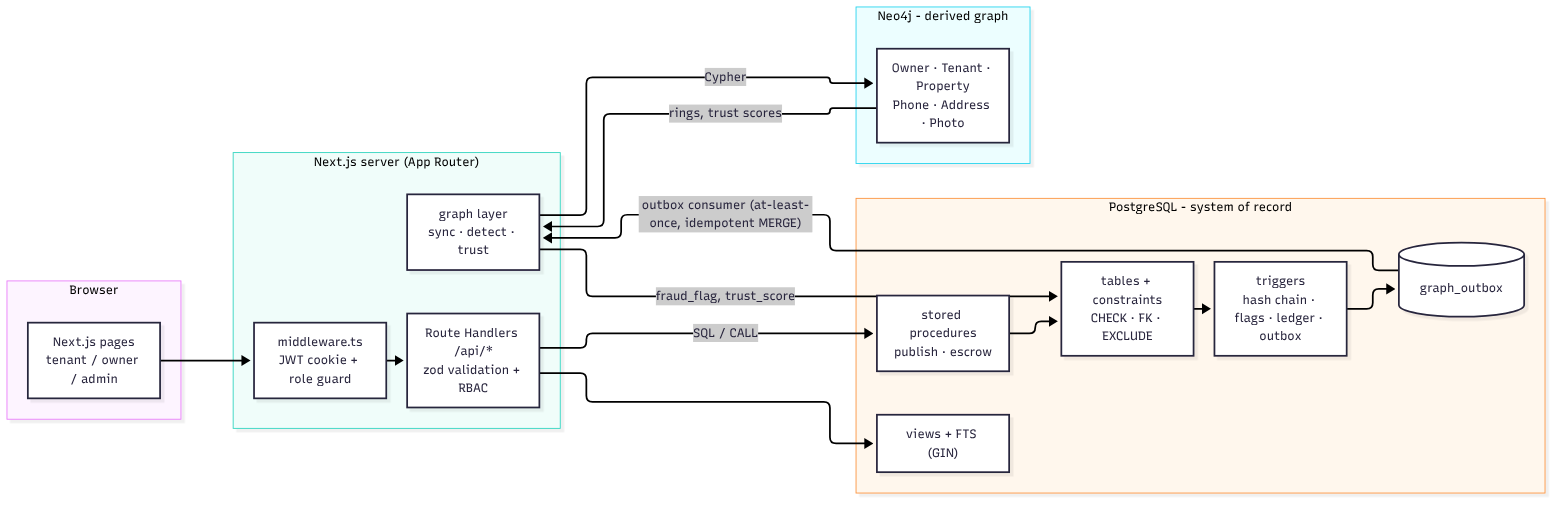 Neo4j - derived graph
Owner · Tenant ·
Property
Phone · Address
· Photo
Cypher
rings, trust scores
Next.js server (App Router)
graph layer
sync · detect ·
trust
outbox consumer (at-least-
once, idempotent MERGE)
PostgreSQL - system of record
fraud_flag, trust_score
tables +
constraints
CHECK · FK ·
EXCLUDE
triggers
hash chain ·
flags · ledger ·
outbox
graph_outbox
Browser
Next.js pages
tenant / owner
/ admin
middleware.ts
JWT cookie +
role guard
Route Handlers
/api/*
zod validation +
RBAC
SQL / CALL
stored
procedures
publish · escrow
views + FTS
(GIN)